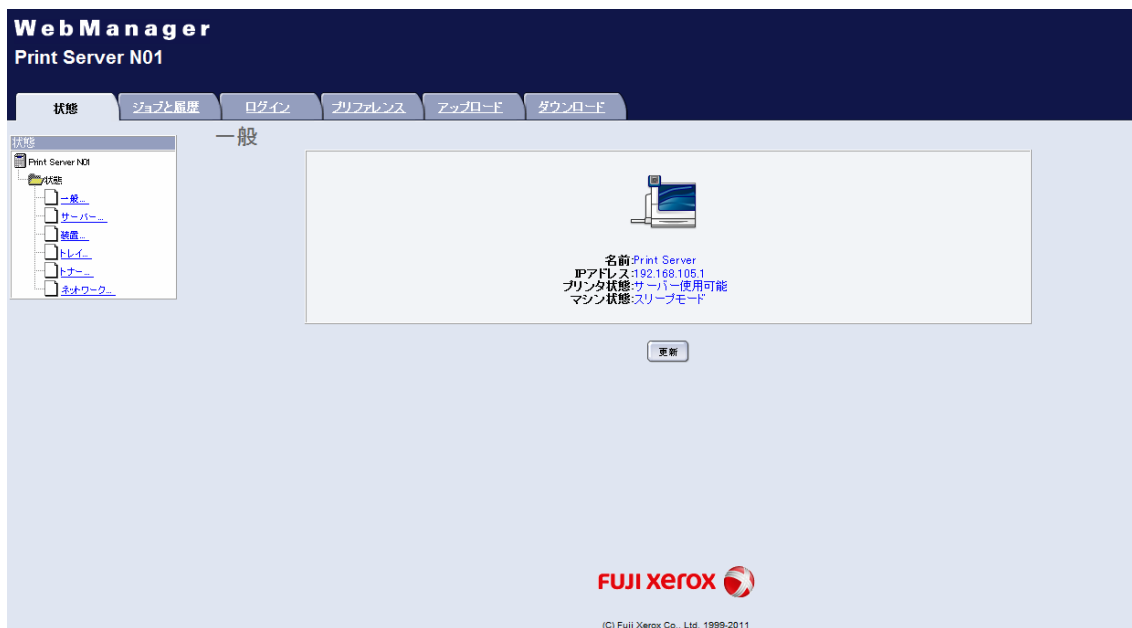 WebManager
Print Server N01
状態 ジョブと履歴 ログイン プリファレンス アップロード ダウンロード
一般
状態
Print Server N01
状態
一般...
サーバー...
装置...
トレイ...
トナー...
ネットワーク...
名前:Print Server
IPアドレス:192.168.105.1
プリンタ状態:サーバー使用可能
マシン状態:スリープモード
更新
FUJI xerox
(C) Fuji Xerox Co., Ltd. 1999-2011